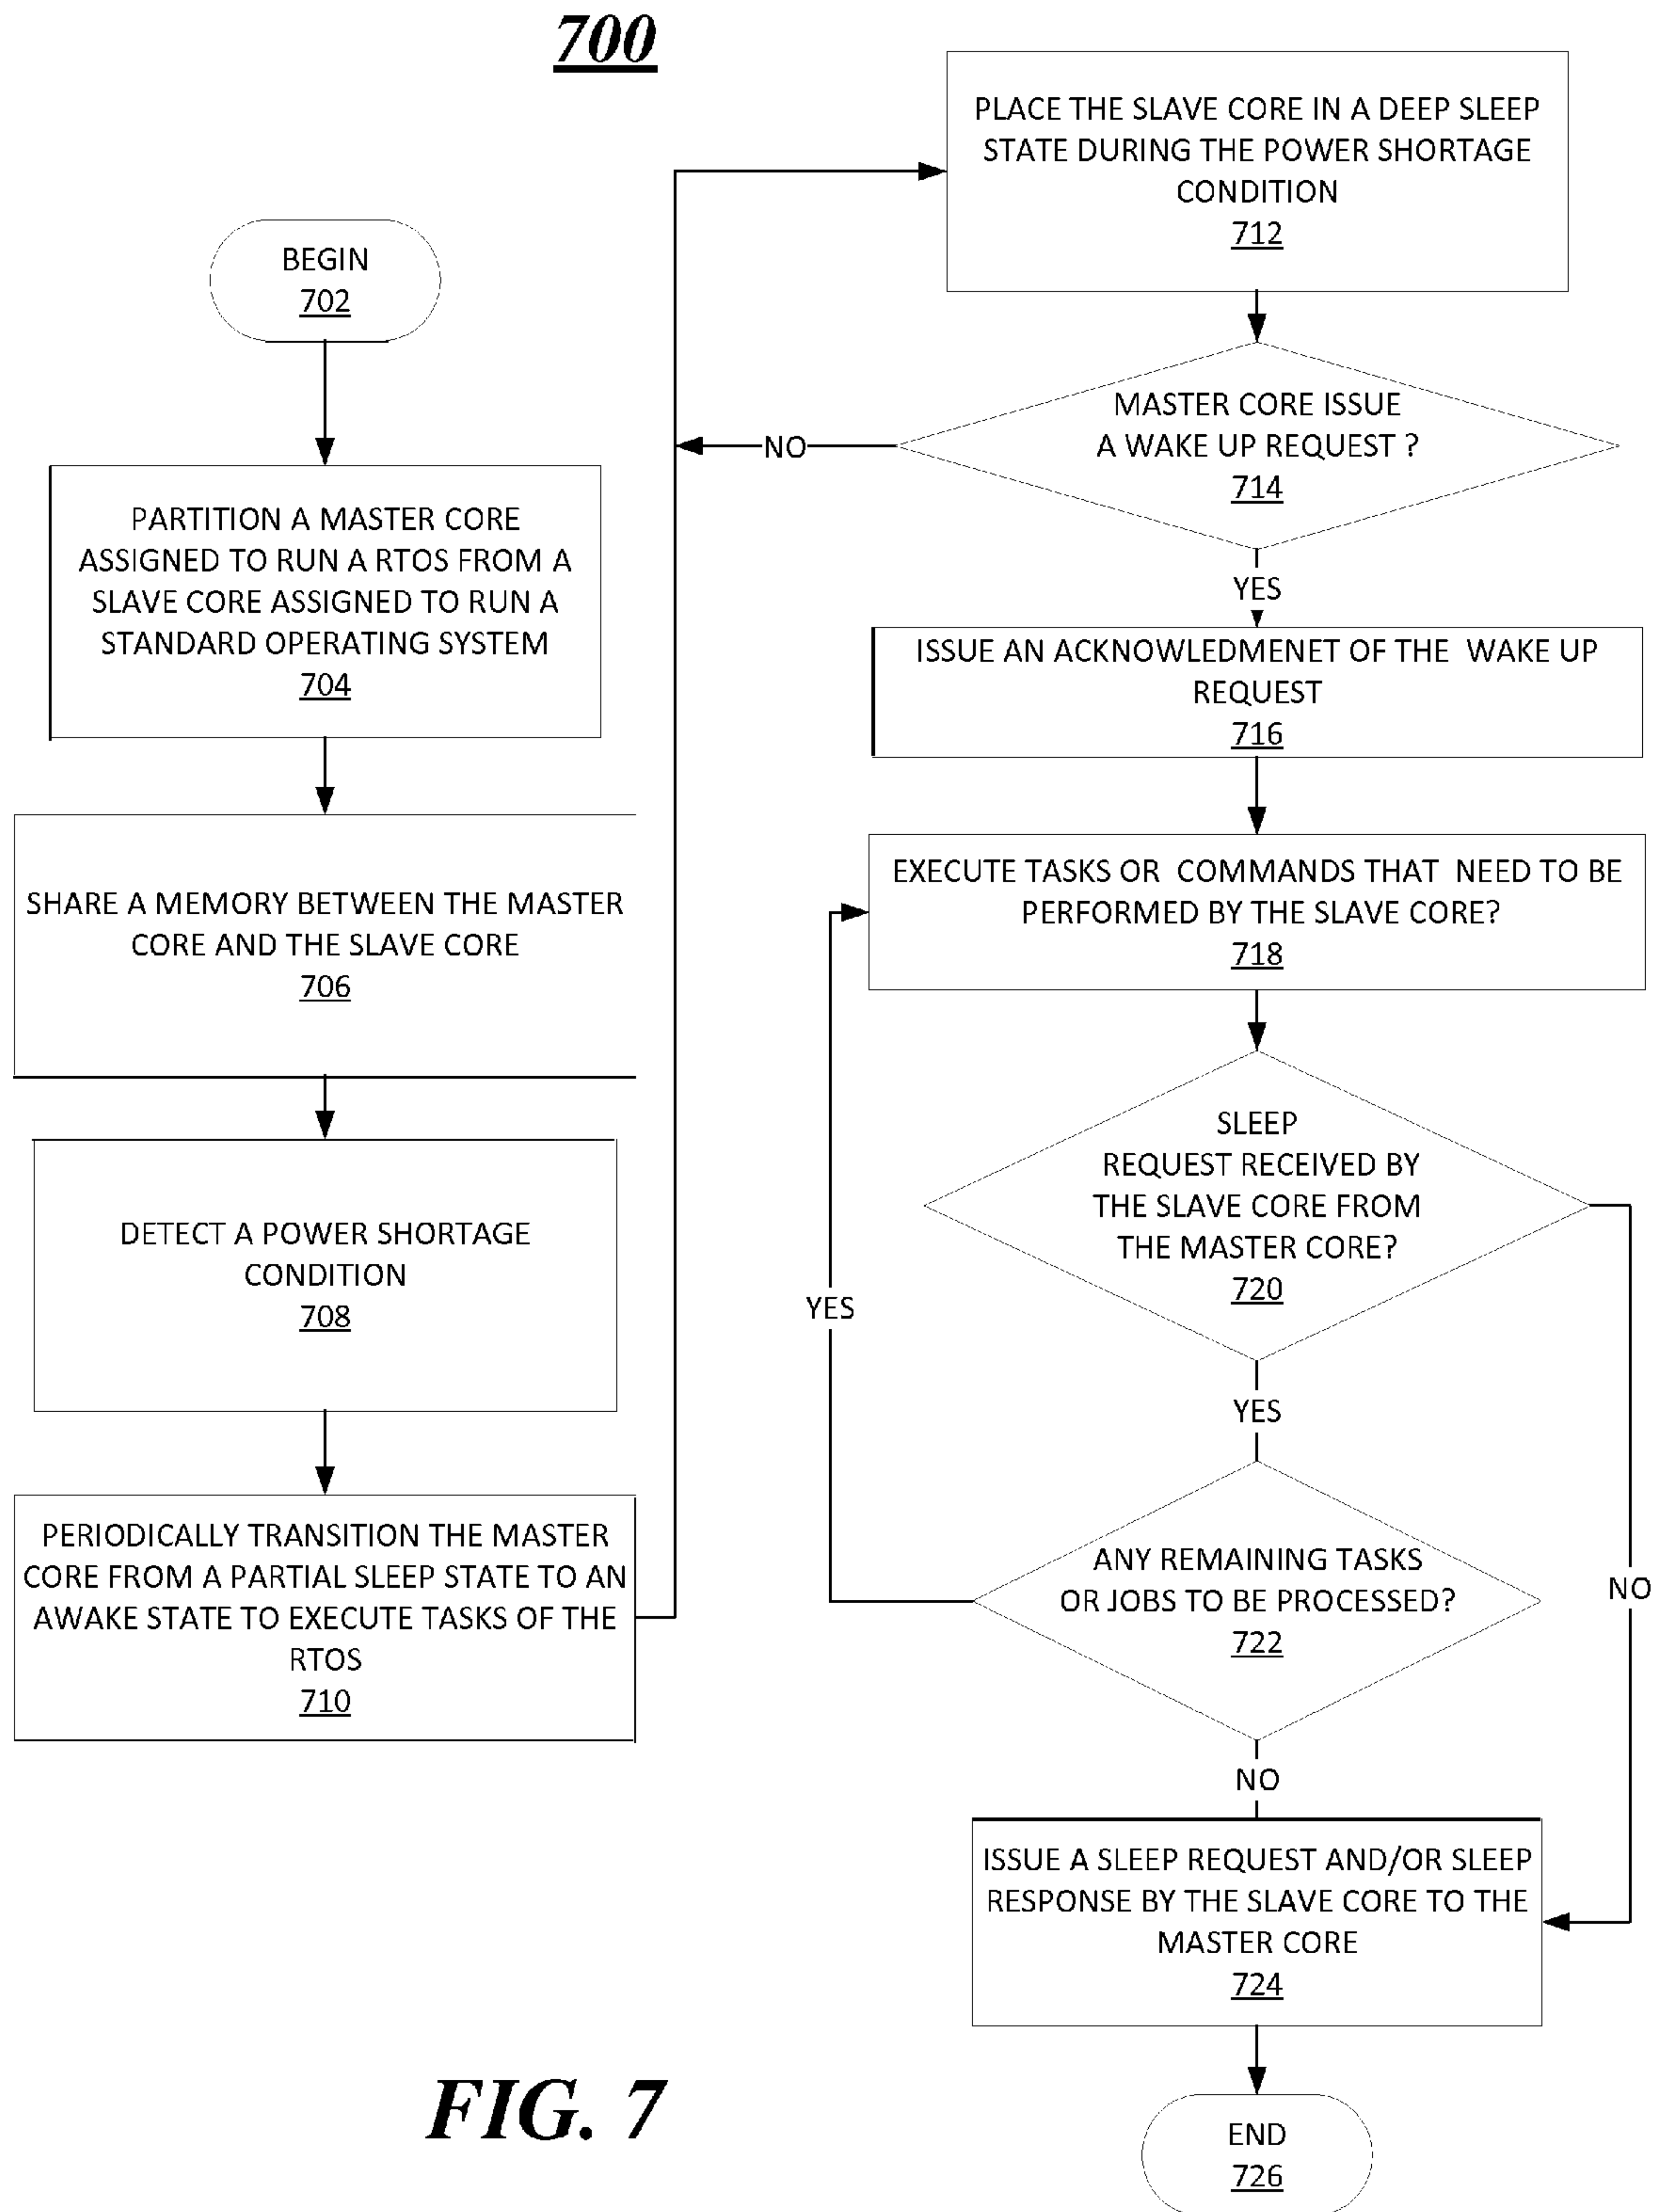 700
BEGIN
702
PARTITION A MASTER CORE
ASSIGNED TO RUN A RTOS FROM A
SLAVE CORE ASSIGNED TO RUN A
STANDARD OPERATING SYSTEM
704
SHARE A MEMORY BETWEEN THE MASTER
CORE AND THE SLAVE CORE
706
DETECT A POWER SHORTAGE
CONDITION
708
PERIODICALLY TRANSITION THE MASTER
CORE FROM A PARTIAL SLEEP STATE TO AN
AWAKE STATE TO EXECUTE TASKS OF THE
RTOS
710
PLACE THE SLAVE CORE IN A DEEP SLEEP
STATE DURING THE POWER SHORTAGE
CONDITION
712
MASTER CORE ISSUE
A WAKE UP REQUEST ?
714
NO
YES
ISSUE AN ACKNOWLEDMENET OF THE WAKE UP
REQUEST
716
EXECUTE TASKS OR COMMANDS THAT NEED TO BE
PERFORMED BY THE SLAVE CORE?
718
SLEEP
REQUEST RECEIVED BY
THE SLAVE CORE FROM
THE MASTER CORE?
720
YES
YES
ANY REMAINING TASKS
OR JOBS TO BE PROCESSED?
722
NO
NO
ISSUE A SLEEP REQUEST AND/OR SLEEP
RESPONSE BY THE SLAVE CORE TO THE
MASTER CORE
724
END
726
FIG. 7